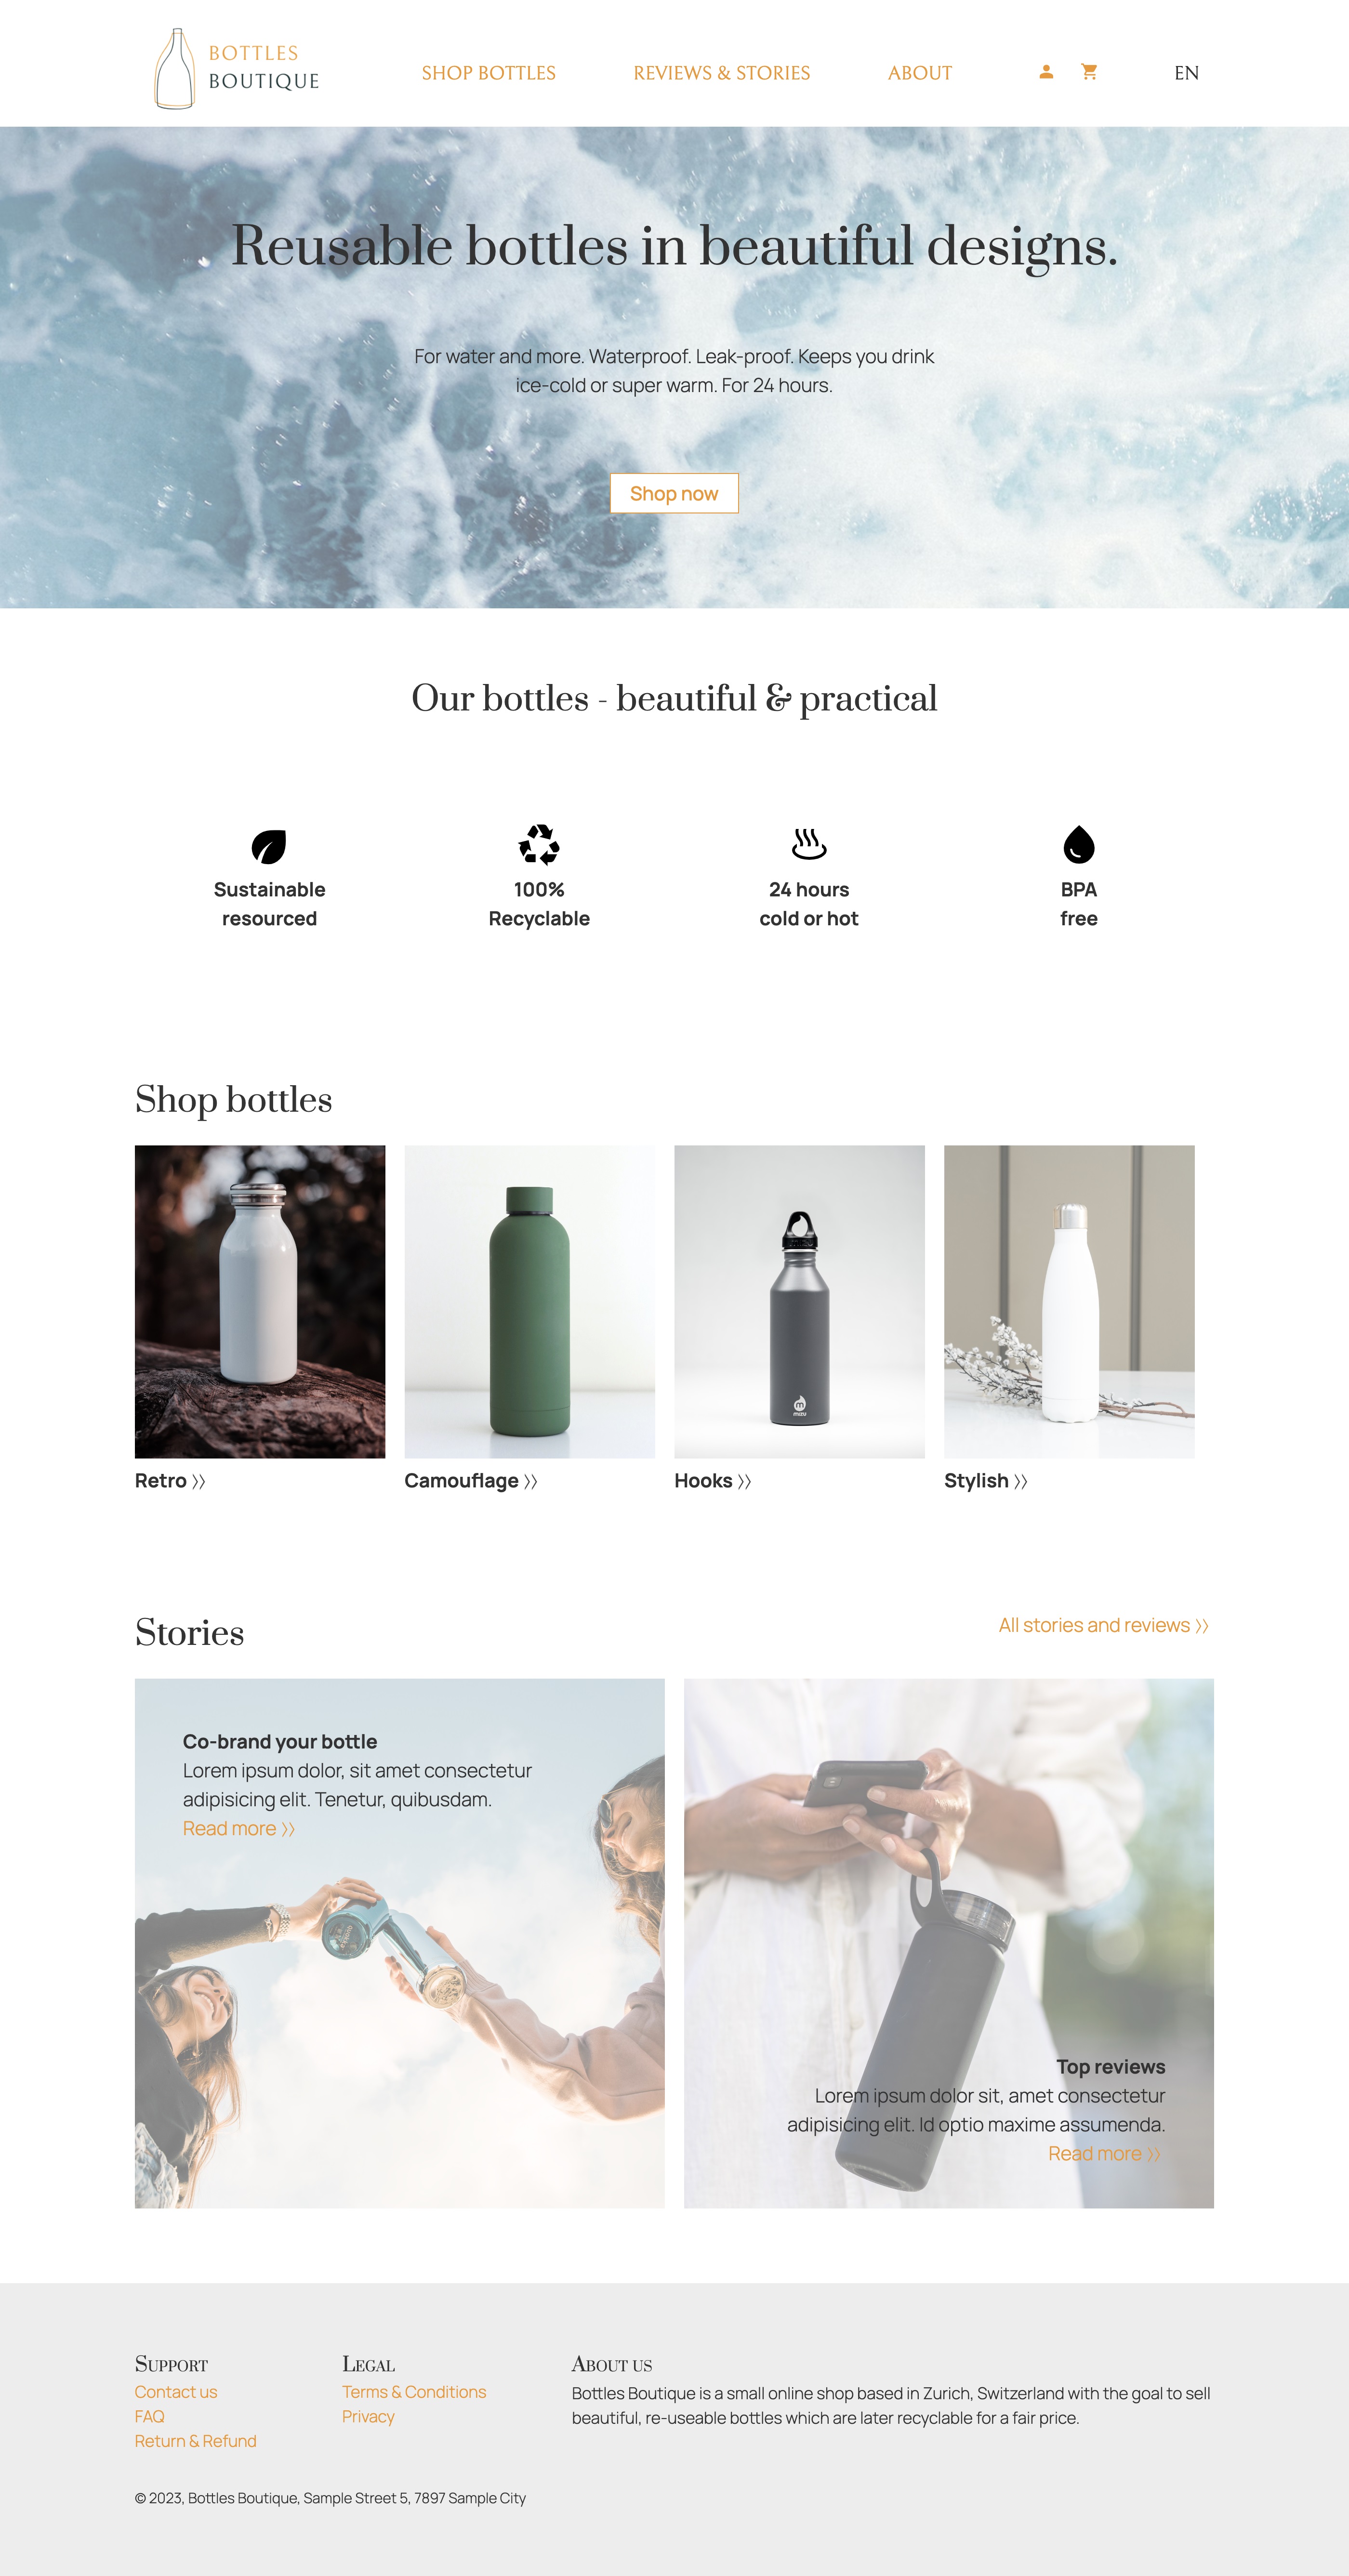 BOTTLES
BOUTIQUE
SHOP BOTTLES
REVIEWS & STORIES
ABOUT
EN
Reusable bottles in beautiful designs.
For water and more. Waterproof. Leak-proof. Keeps you drink
ice-cold or super warm. For 24 hours.
Shop now
Our bottles - beautiful & practical
Sustainable
resourced
100%
Recyclable
24 hours
cold or hot
BPA
free
Shop bottles
mizu
Retro
Camouflage
Hooks
Stylish
Stories
All stories and reviews
Co-brand your bottle
Lorem ipsum dolor, sit amet consectetur
adipisicing elit. Tenetur, quibusdam.
Read more
Top reviews
Lorem ipsum dolor sit, amet consectetur
adipisicing elit. Id optio maxime assumenda.
Read more
Support
Contact us
FAQ
Return & Refund
Legal
Terms & Conditions
Privacy
About us
Bottles Boutique is a small online shop based in Zurich, Switzerland with the goal to sell
beautiful, re-useable bottles which are later recyclable for a fair price.
© 2023, Bottles Boutique, Sample Street 5, 7897 Sample City